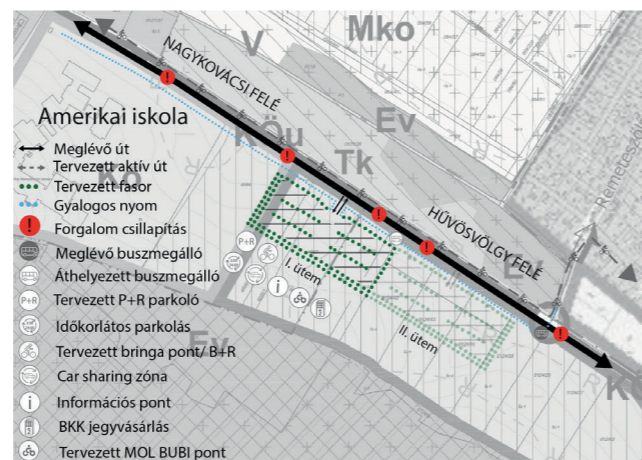 Mko
V
NAGYKOVÁCSI FELÉ
Ev
Amerikai iskola
KÖu
Tk
Meglévő út
Tervezett aktív út
Tervezett fasor
Gyalogos nyom
Forgalom csillapítás
Meglévő buszmegálló
Áthelyezett buszmegálló
P+R Tervezett P+R parkoló
Időkorlátos parkolás
Tervezett bringa pont/ B+R
Car sharing zóna
i Információs pont
BKK jegyvásárlás
Tervezett MOL BUBI pont
HŰVÖSVÖLGY FELÉ
Ev
P+R
I. ütem
II. ütem
i
Ev